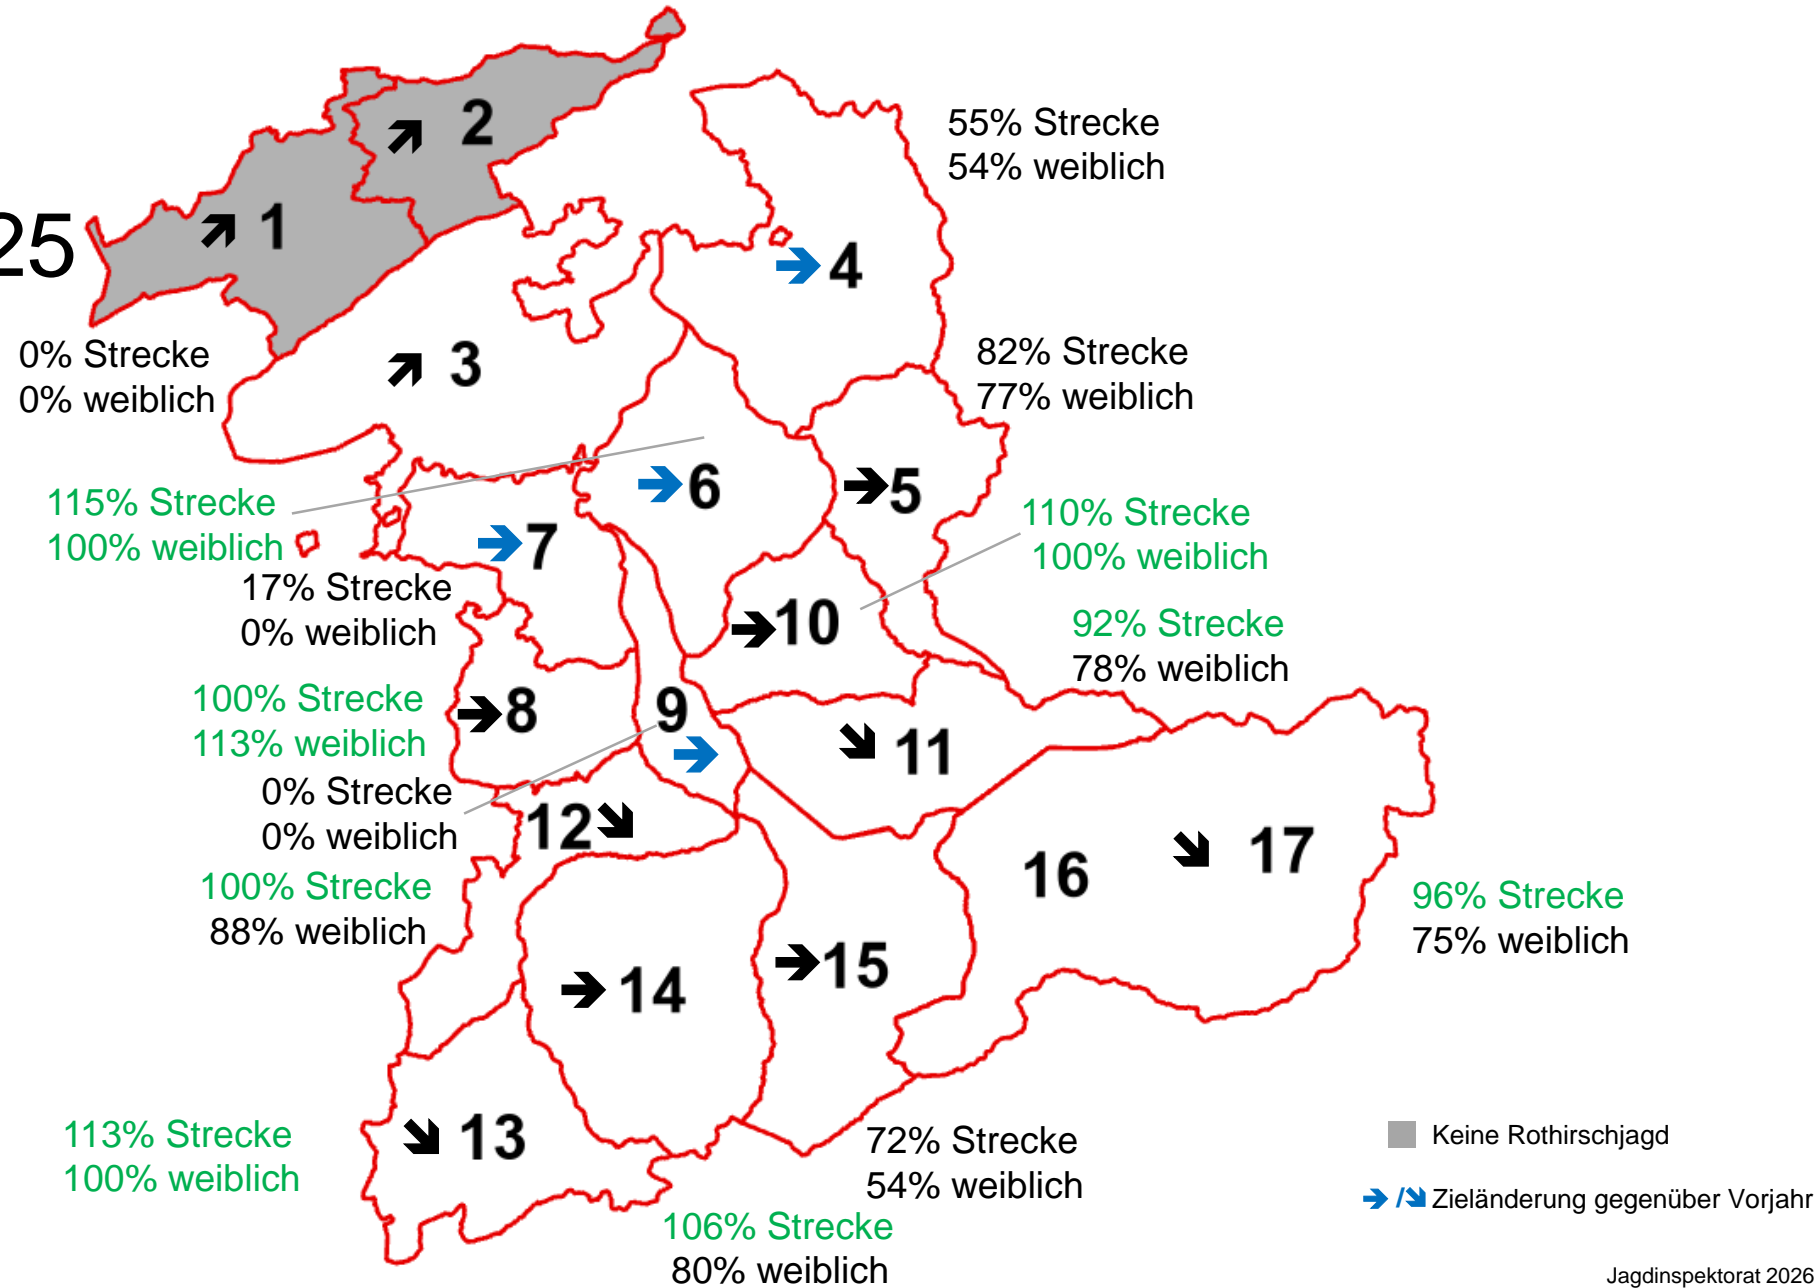 2
55% Strecke
54% weiblich
25
1
4
0% Strecke
0% weiblich
3
82% Strecke
77% weiblich
115% Strecke
100% weiblich
6
5
7
110% Strecke
100% weiblich
17% Strecke
0% weiblich
10
92% Strecke
78% weiblich
100% Strecke
113% weiblich
8
9
11
0% Strecke
0% weiblich
12
16
17
100% Strecke
88% weiblich
96% Strecke
75% weiblich
14
15
113% Strecke
100% weiblich
13
72% Strecke
54% weiblich
106% Strecke
80% weiblich
Keine Rothirschjagd
/ Zieländerung gegenüber Vorjahr
Jagdinspektorat 2026